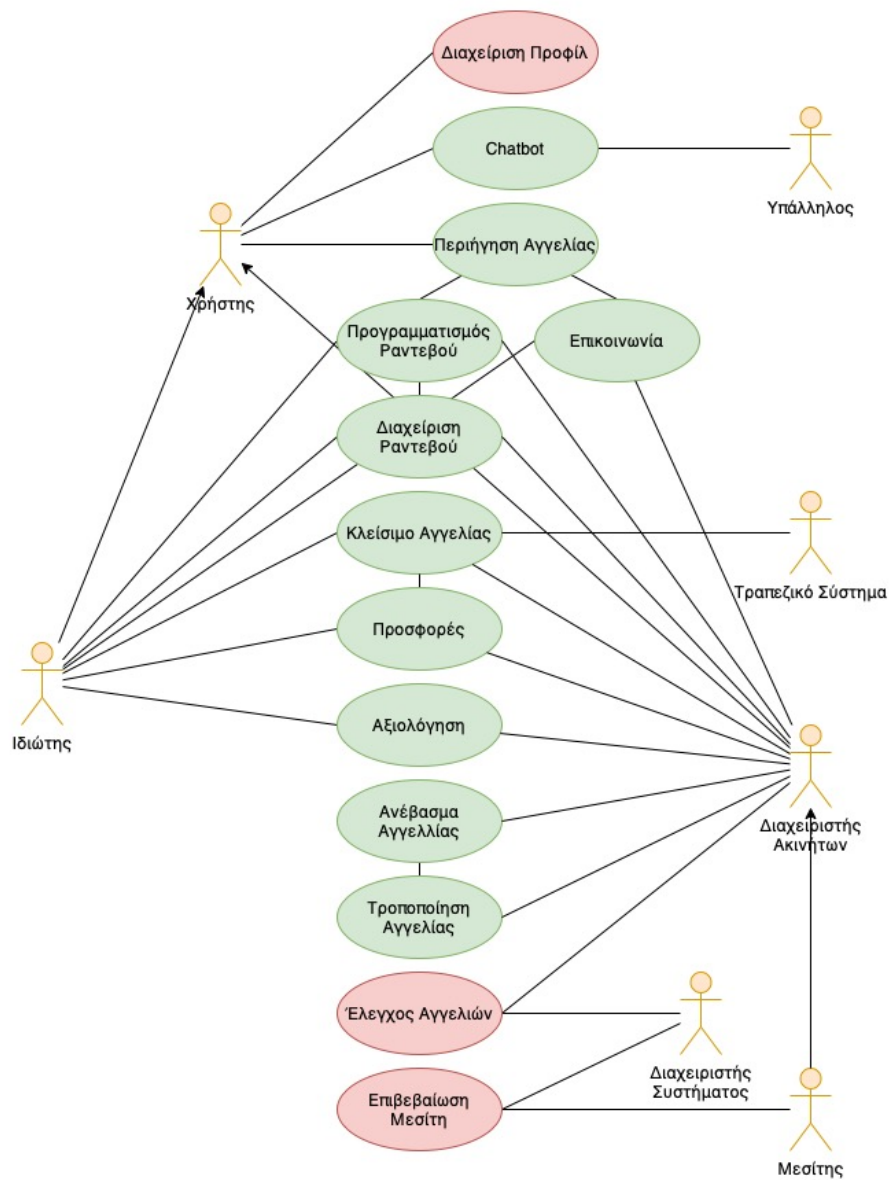 Διαχείριση Προφίλ
Chatbot
Υπάλληλος
Περιήγηση Αγγελίας
Χρήστης
Προγραμματισμός
Ραντεβού
Επικοινωνία
Διαχείριση
Ραντεβού
Κλείσιμο Αγγελίας
Τραπεζικό Σύστημα
Προσφορές
Ιδιώτης
Αξιολόγηση
Ανέβασμα
Αγγελλίας
Διαχειριστής
Ακινήτων
Τροποποίηση
Αγγελίας
Έλεγχος Αγγελιών
Διαχειριστής
Συστήματος
Επιβεβαίωση
Μεσίτη
Μεσίτης